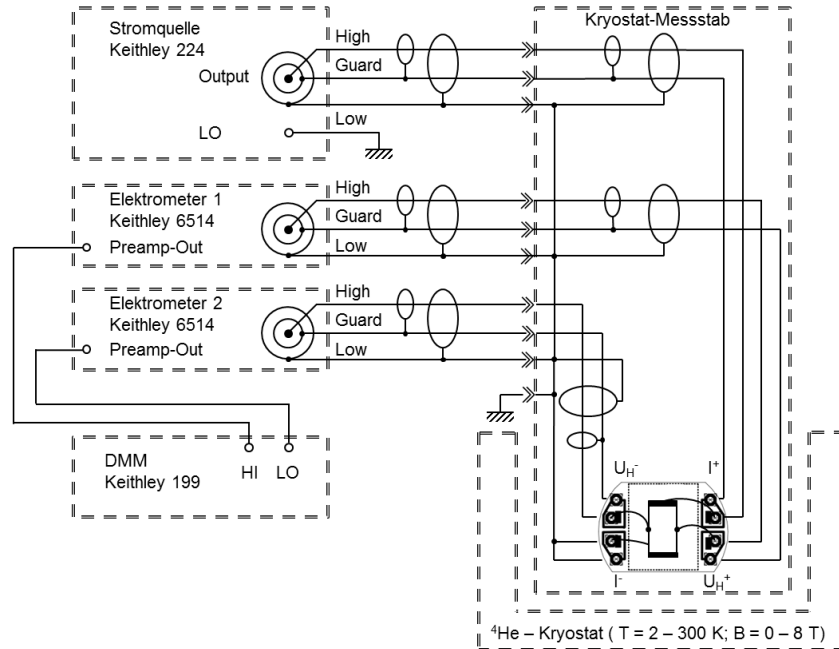 Stromquelle
Keithley 224
Output
LO
High
Guard
Low
Kryostat-Messstab
Elektrometer 1
Keithley 6514
Preamp-Out
High
Guard
Low
Elektrometer 2
Keithley 6514
Preamp-Out
High
Guard
Low
DMM
Keithley 199
HI LO
U_H⁻ I⁺
I⁻ U_H⁺
⁴He – Kryostat ( T = 2 – 300 K; B = 0 – 8 T)